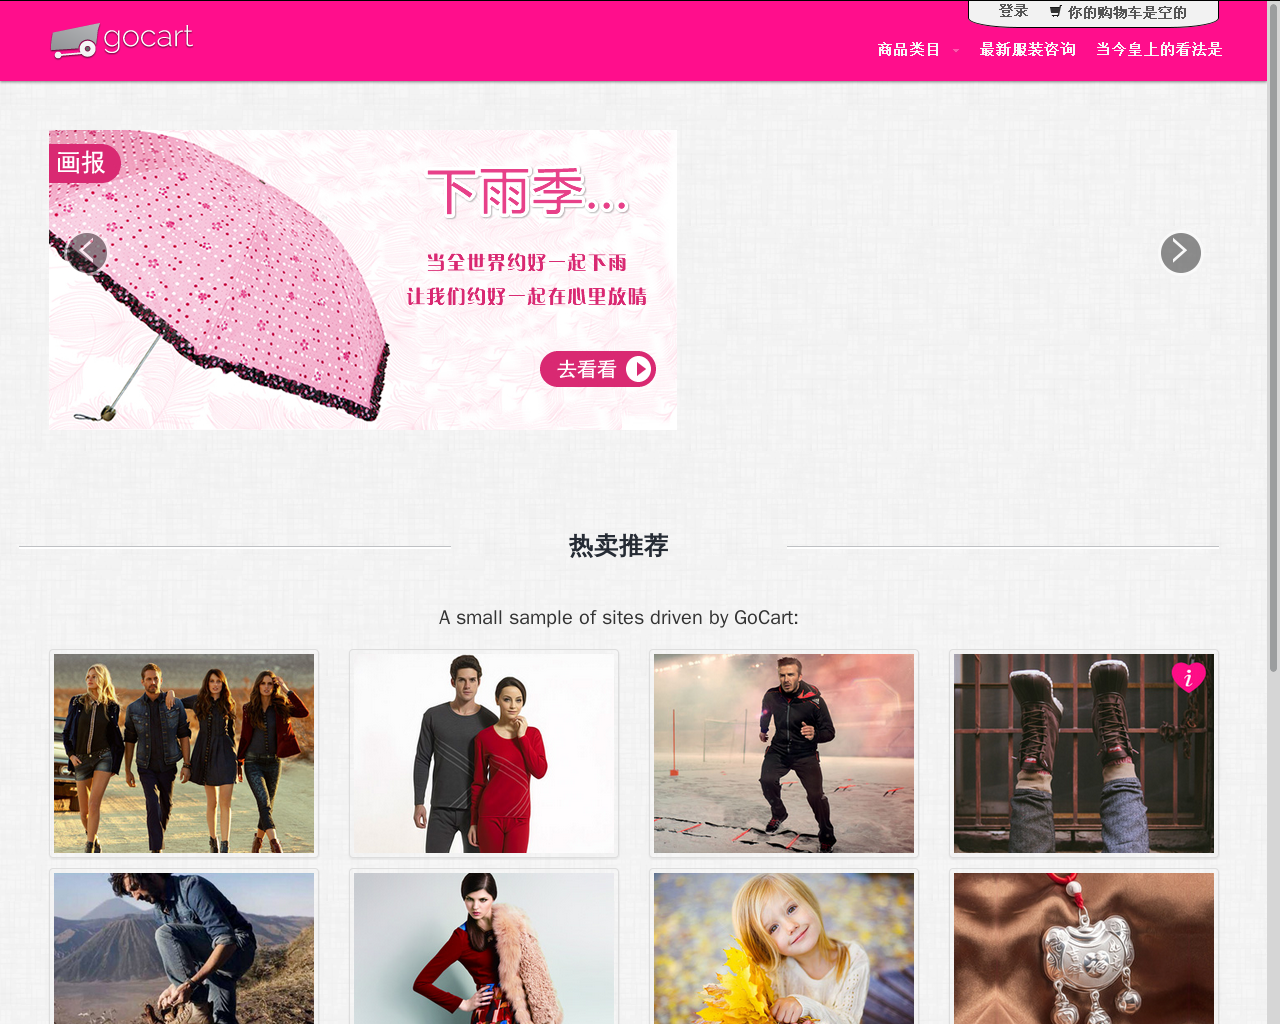 登录 你的购物车是空的
gocart
商品类目 最新服装咨询 当今皇上的看法是
画报
下雨季...
当全世界约好一起下雨
让我们约好一起在心里放晴
去看看
热卖推荐
A small sample of sites driven by GoCart:
i
福